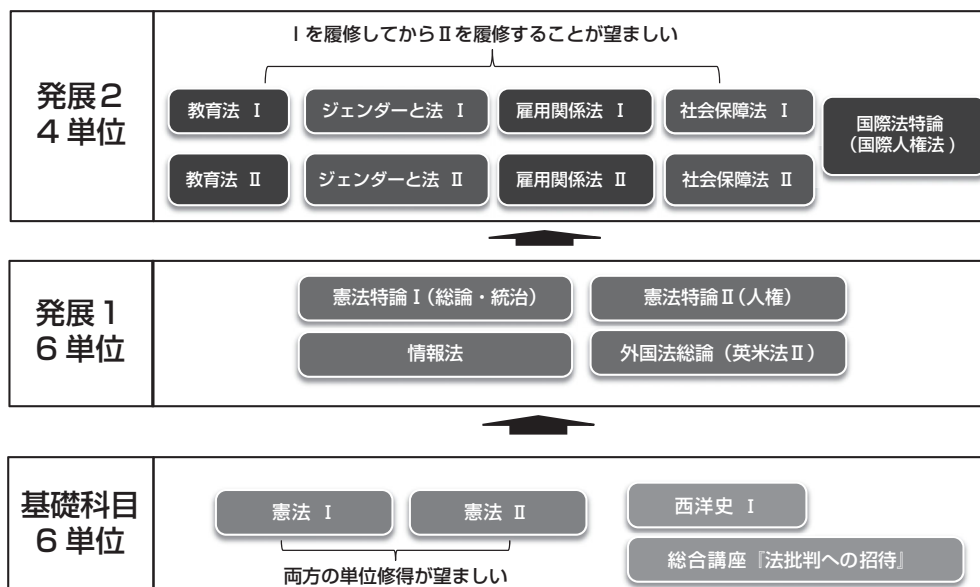 Ⅰを履修してからⅡを履修することが望ましい
発展2
4単位
教育法 Ⅰ
ジェンダーと法 Ⅰ
雇用関係法 Ⅰ
社会保障法 Ⅰ
国際法特論
（国際人権法）
教育法 Ⅱ
ジェンダーと法 Ⅱ
雇用関係法 Ⅱ
社会保障法 Ⅱ
発展1
6単位
憲法特論Ⅰ（総論・統治）
憲法特論Ⅱ（人権）
情報法
外国法総論（英米法Ⅱ）
基礎科目
6単位
憲法 Ⅰ
憲法 Ⅱ
西洋史 Ⅰ
総合講座『法批判への招待』
両方の単位修得が望ましい